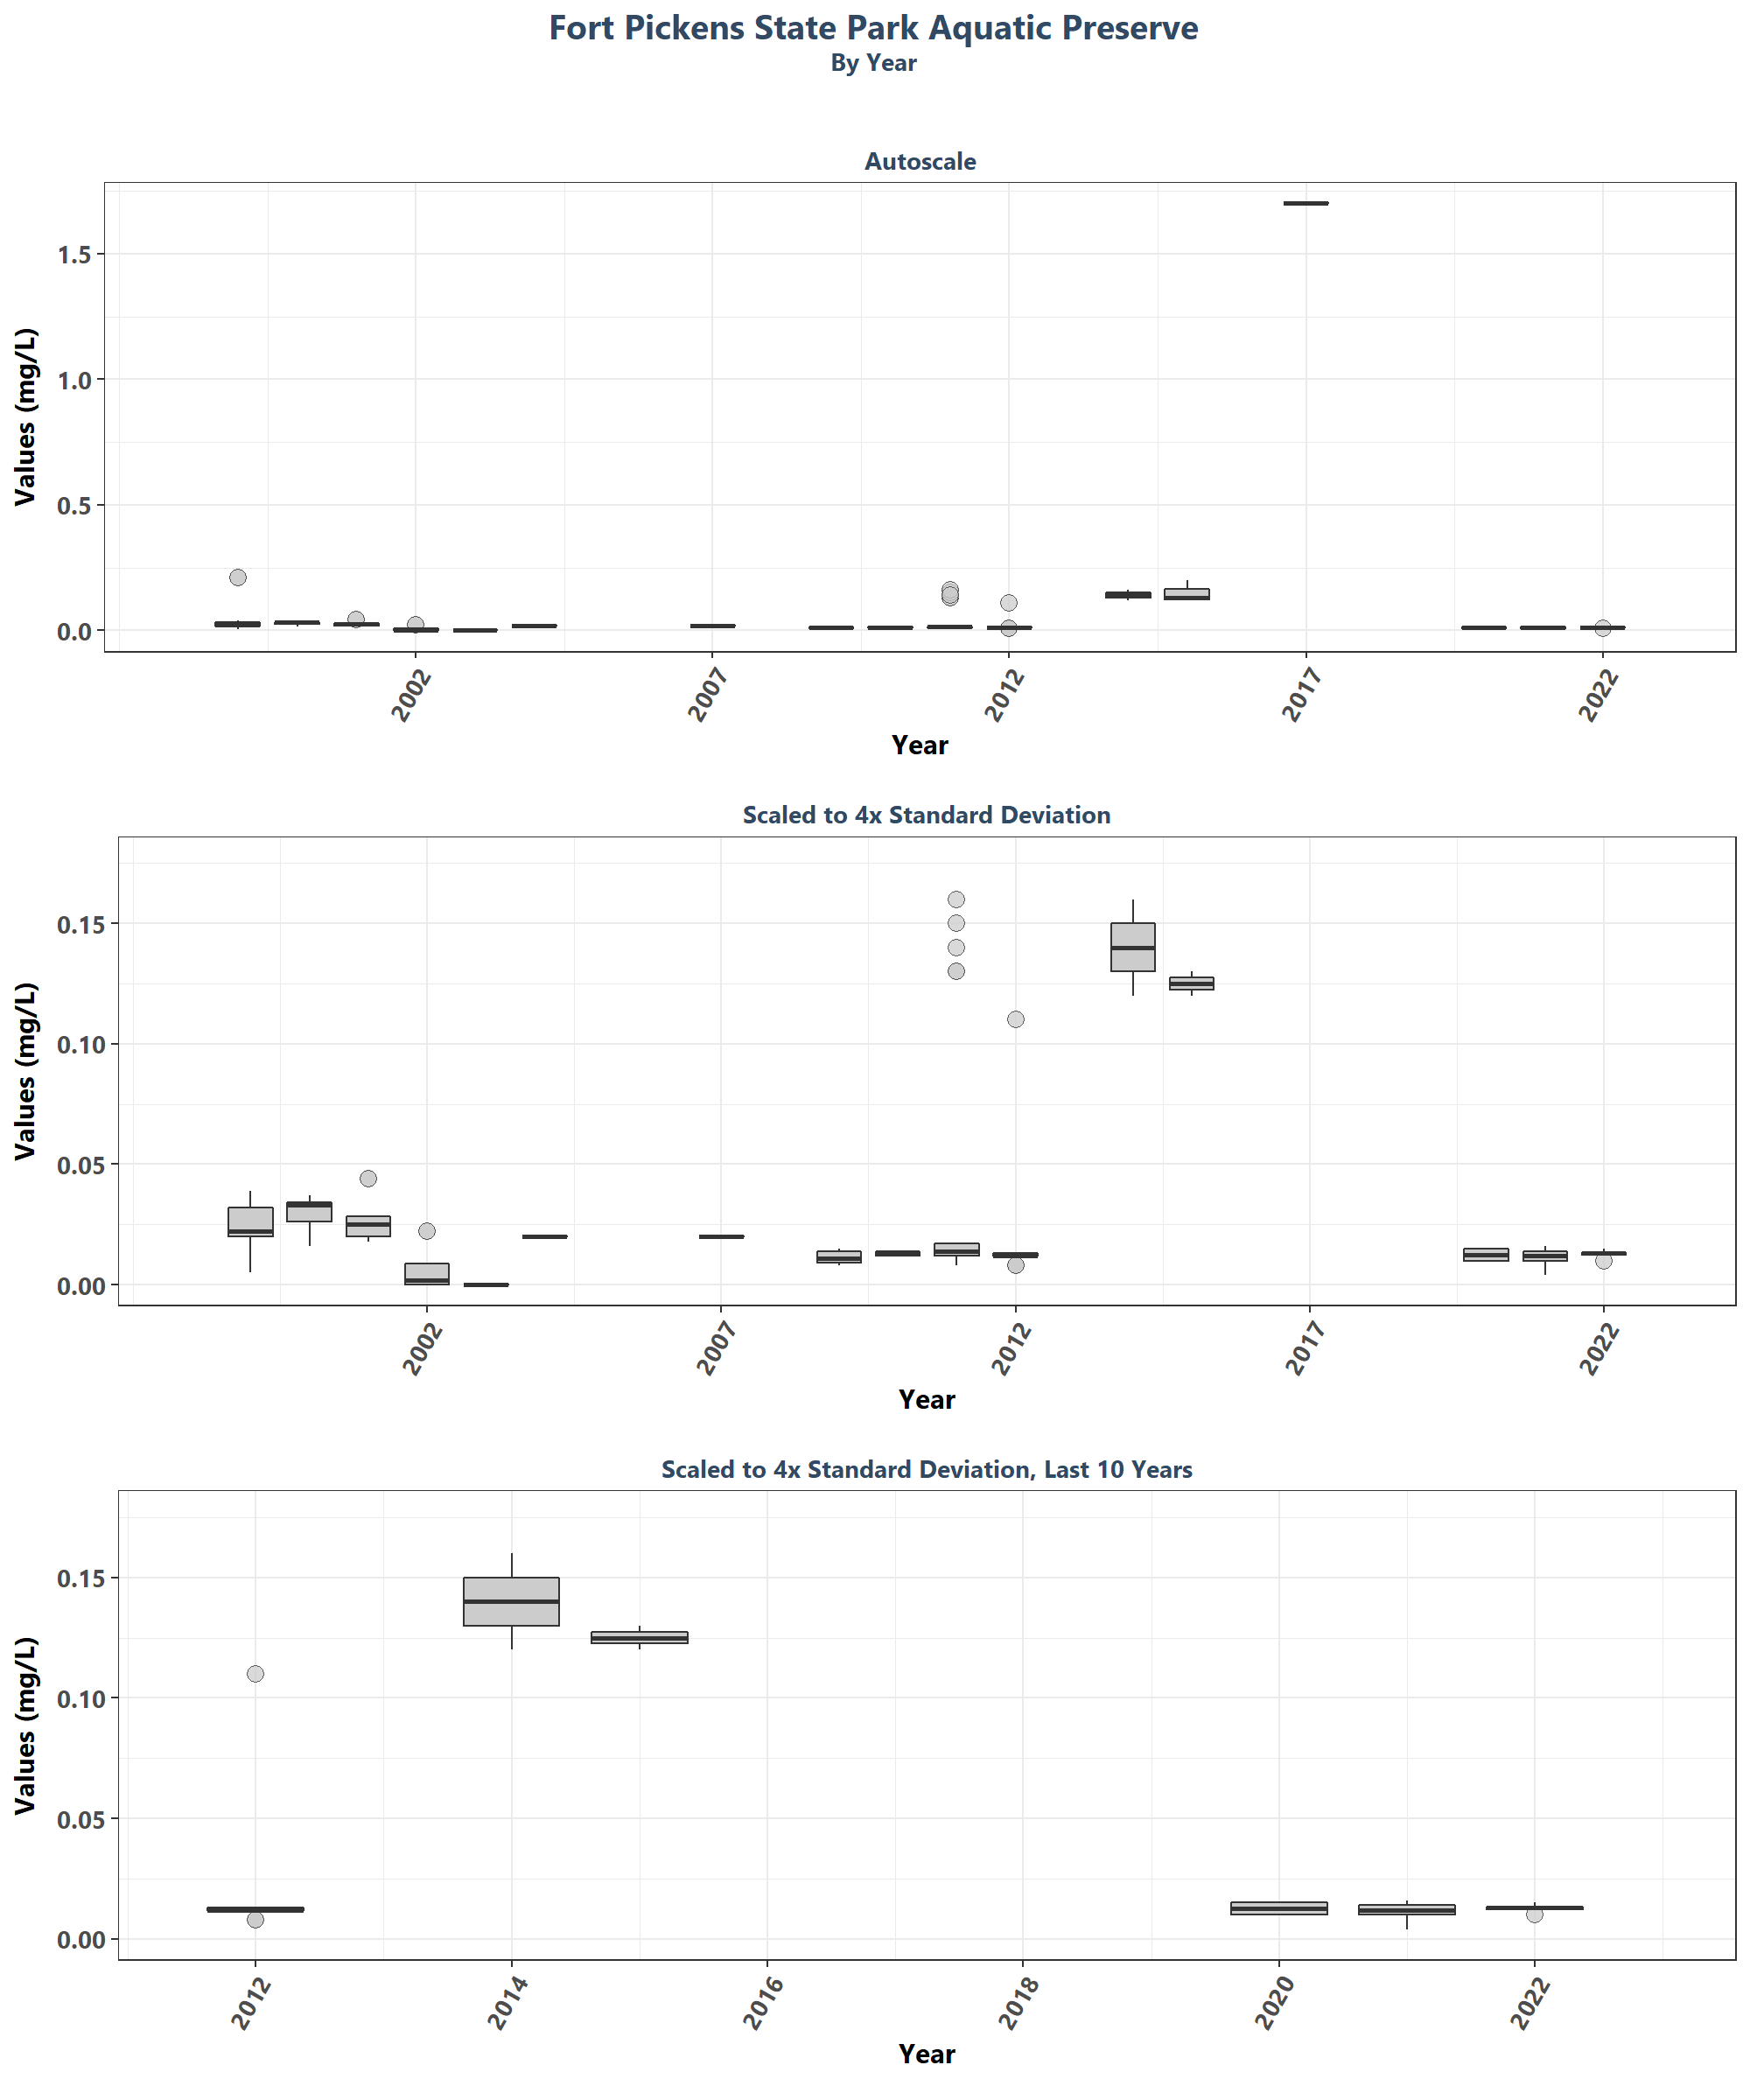 Fort Pickens State Park Aquatic Preserve
By Year
Autoscale
Values (mg/L)
1.5
1.0
0.5
0.0
2002 2007 2012 2017 2022
Year
Scaled to 4x Standard Deviation
Values (mg/L)
0.15
0.10
0.05
0.00
2002 2007 2012 2017 2022
Year
Scaled to 4x Standard Deviation, Last 10 Years
Values (mg/L)
0.15
0.10
0.05
0.00
2012 2014 2016 2018 2020 2022
Year